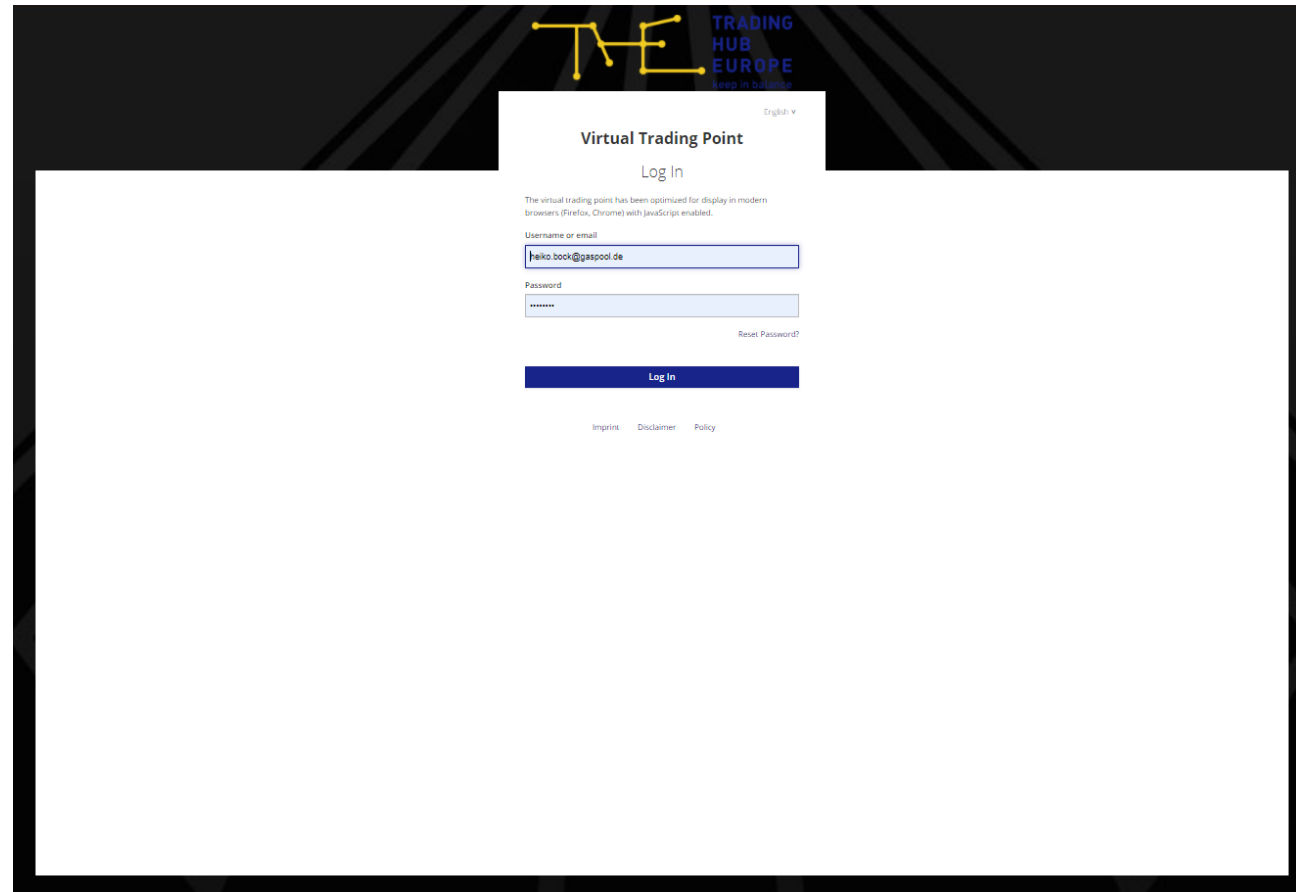 TRADING
HUB
EUROPE
keep in balance
English ∨
Virtual Trading Point
Log In
The virtual trading point has been optimized for display in modern
browsers (Firefox, Chrome) with JavaScript enabled.
Username or email
heiko.bock@gaspool.de
Password
••••••••
Reset Password?
Log In
Imprint Disclaimer Policy